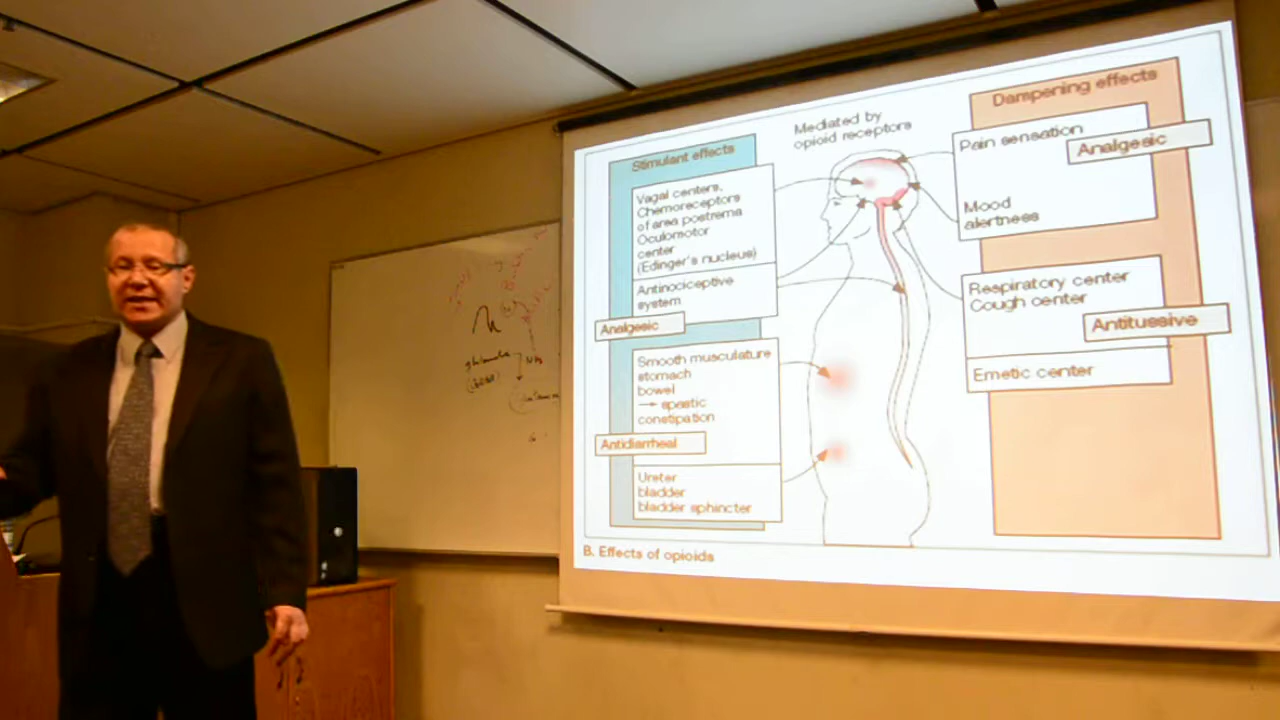 Stimulant effects
Vagal centers,
Chemoreceptors
of area postrema
Oculomotor
center
(Edinger's nucleus)
Antinociceptive
system
Analgesic
Smooth musculature
stomach
bowel
→ spastic
constipation
Antidiarrheal
Ureter
bladder
bladder sphincter
Mediated by
opioid receptors
Dampening effects
Pain sensation
Analgesic
Mood
alertness
Respiratory center
Cough center
Antitussive
Emetic center
B. Effects of opioids